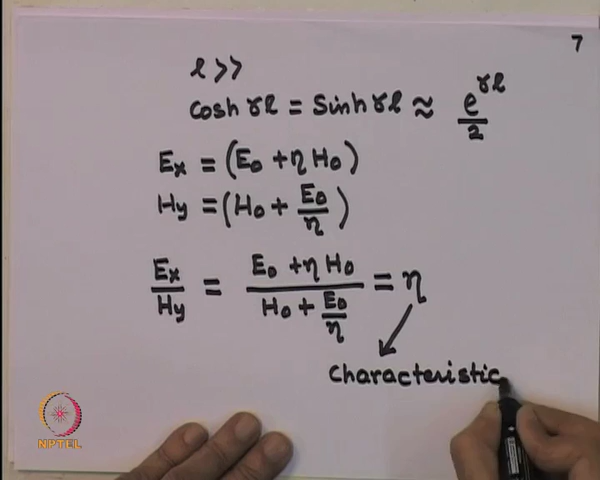 7
l >>
Cosh γl = Sinh γl ≈ e^γl / 2
Ex = (E0 + η H0)
Hy = (H0 + E0/η)
Ex/Hy = (E0 + η H0)/(H0 + E0/η) = η
Characteristic
NPTEL